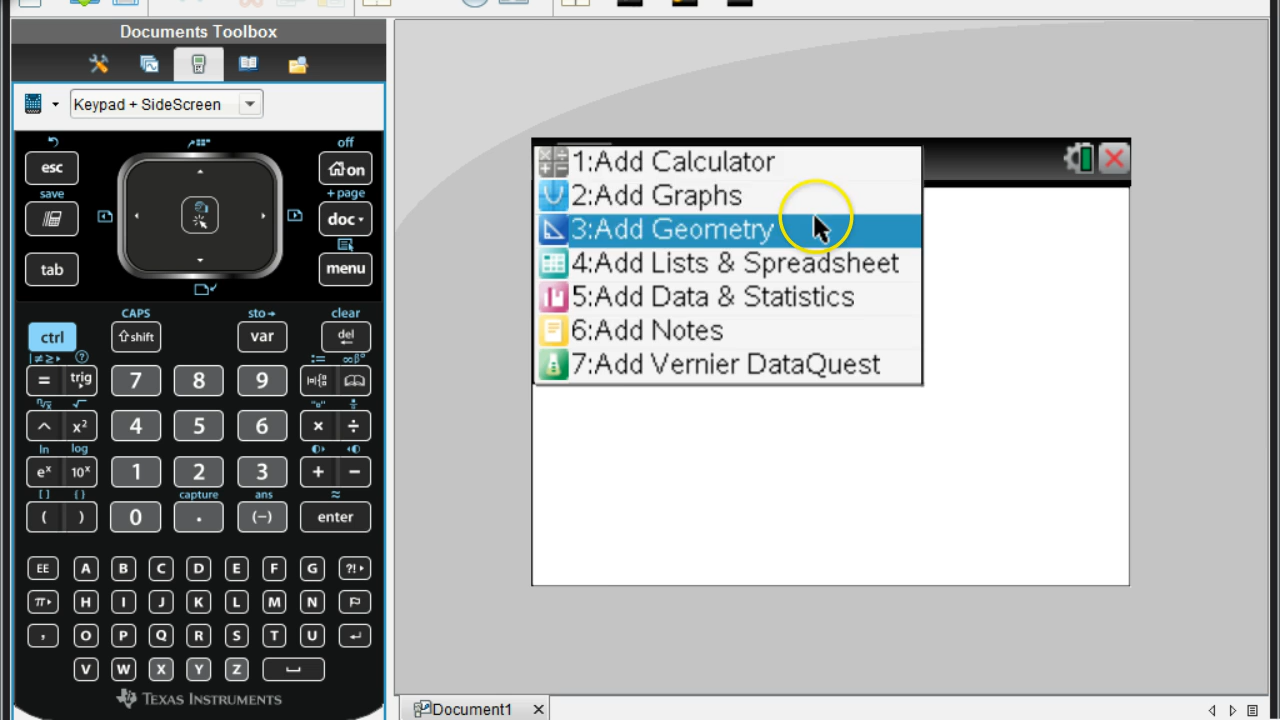 Documents Toolbox
Keypad + SideScreen
off
esc
on
save
+ page
doc
tab
menu
CAPS
sto→
clear
ctrl
shift
var
del
|≠≥▸
:=
∞β°
=
trig
7
8
9
"□"
^
x²
4
5
6
×
÷
ln
log
eˣ
10ˣ
1
2
3
+
−
[ ]
{ }
capture
ans
≈
(
)
0
.
(−)
enter
EE
A
B
C
D
E
F
G
?!▸
π▸
H
I
J
K
L
M
N
,
O
P
Q
R
S
T
U
V
W
X
Y
Z
TEXAS INSTRUMENTS
1:Add Calculator
2:Add Graphs
3:Add Geometry
4:Add Lists & Spreadsheet
5:Add Data & Statistics
6:Add Notes
7:Add Vernier DataQuest
Document1